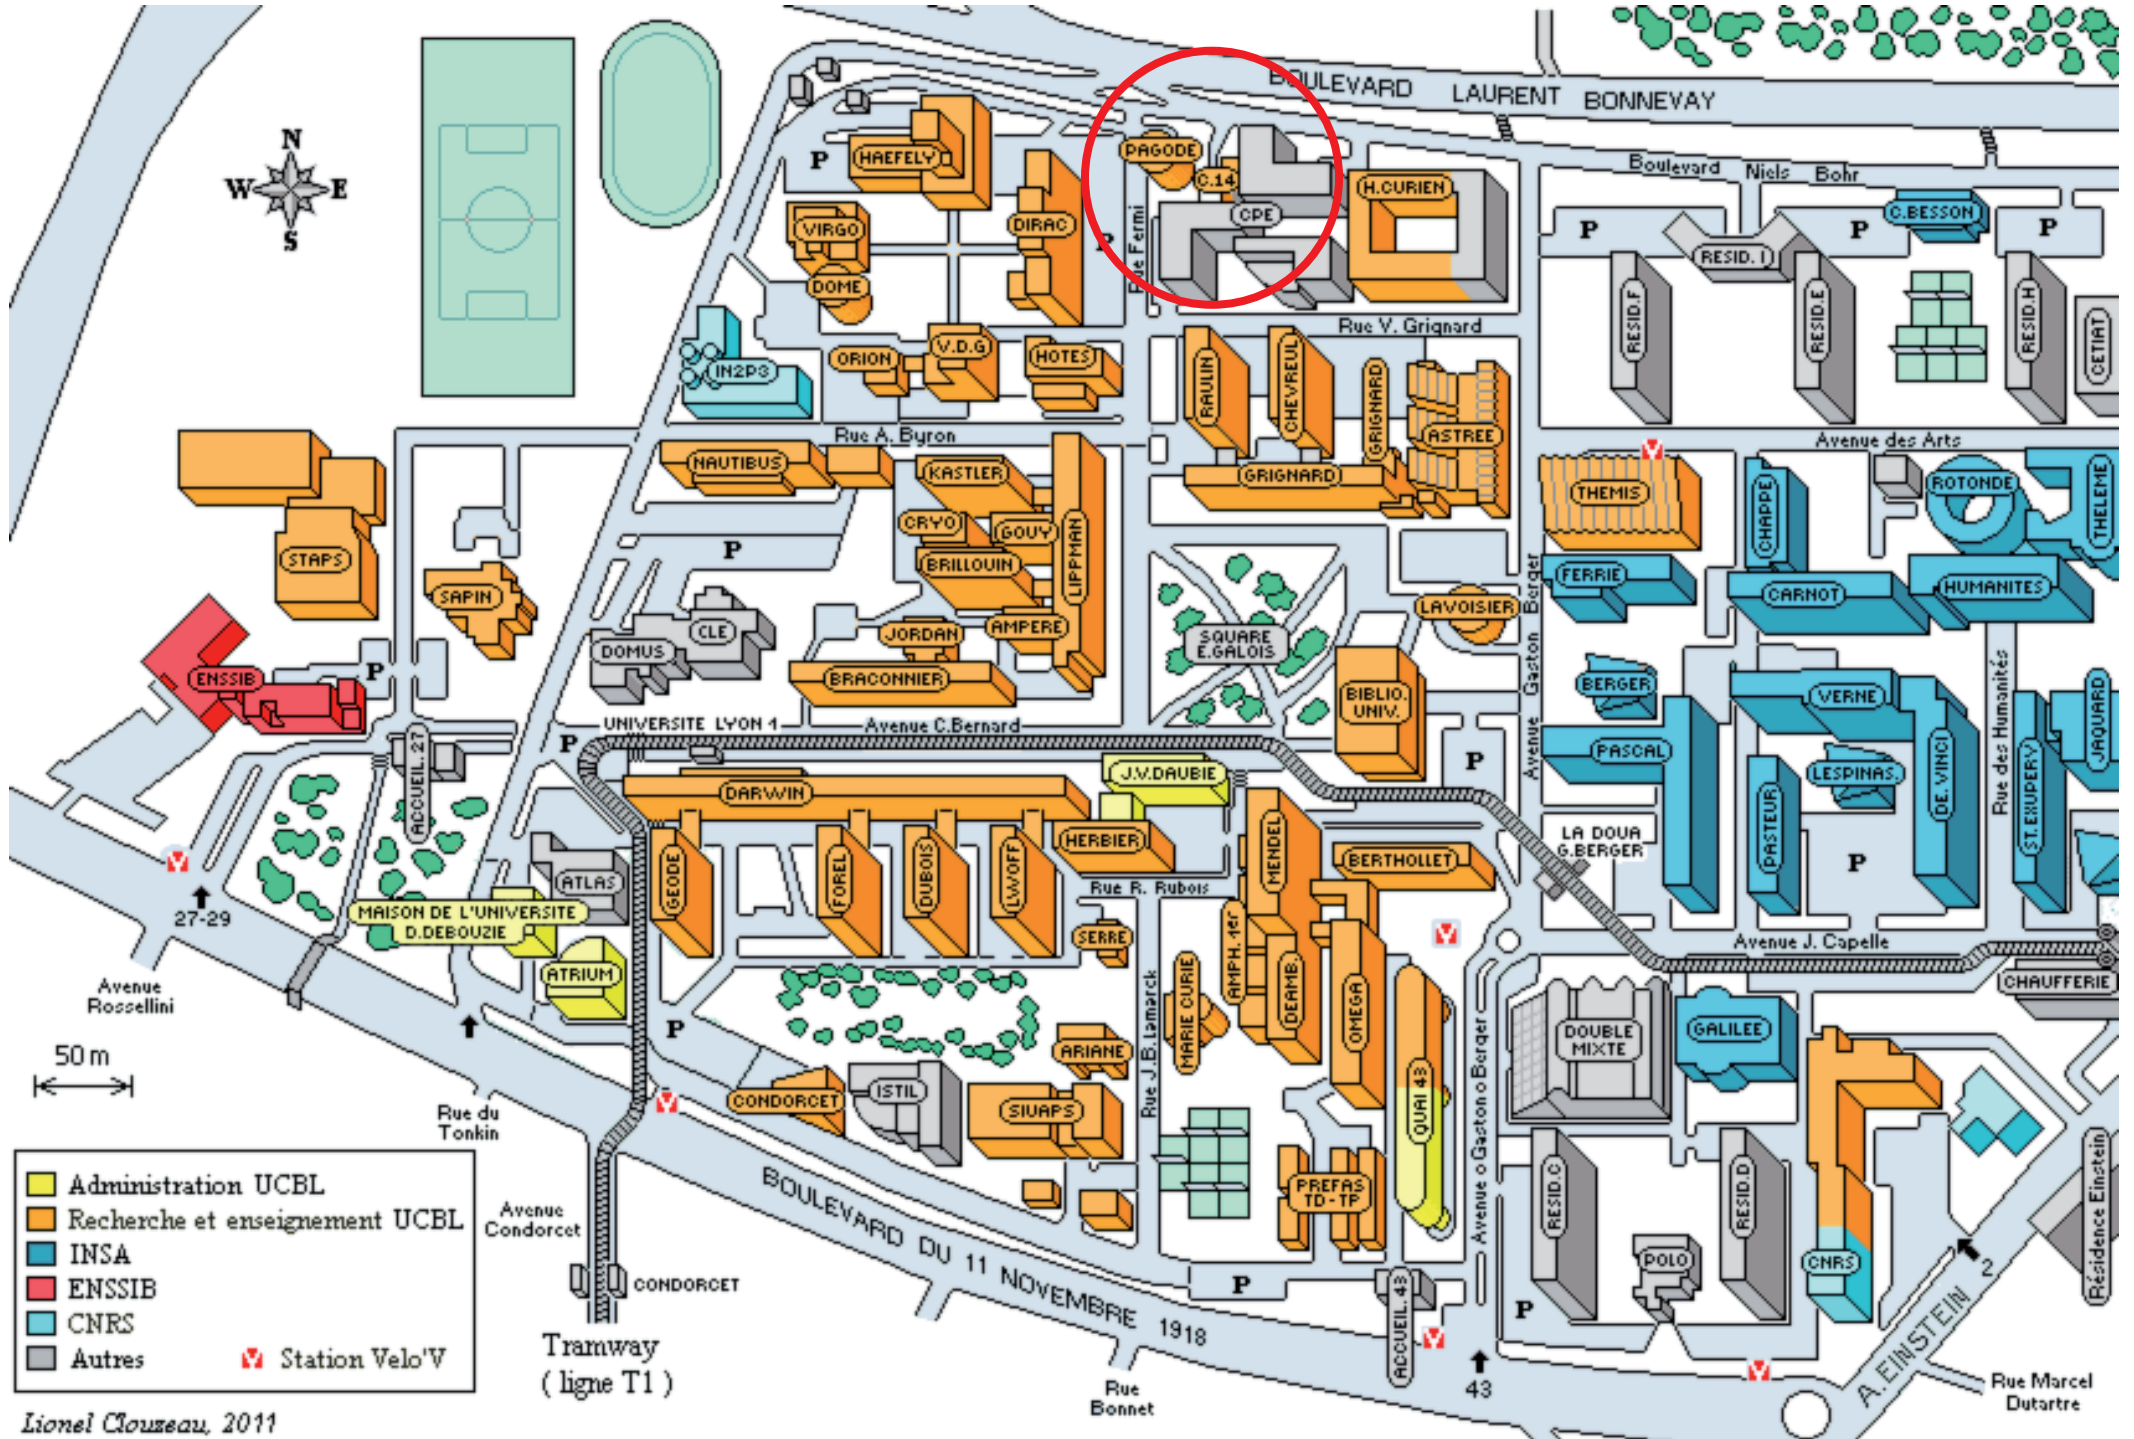 BOULEVARD LAURENT BONNEVAY
N
W E
S
P
HAEFELY
PAGODE
C.14
H.CURIEN
Boulevard Niels Bohr
CPE
VIRGO
DIRAC
P
Rue Fermi
P
RESID. I
P
C.BESSON
P
DOME
RESID.F
RESID.E
RESID.H
CETIAT
IN2P3
ORION
V.D.G
HOTES
Rue V. Grignard
RAULIN
CHEVREUL
GRIGNARD
ASTREE
Rue A. Byron
Avenue des Arts
NAUTIBUS
KASTLER
GRIGNARD
THEMIS
CHAPPE
ROTONDE
THELEME
CRYO
GOUY
LIPPMAN
P
STAPS
BRILLOUIN
FERRIE
CARNOT
HUMANITES
SAPIN
LAVOISIER
Avenue Gaston Berger
DOMUS
CLE
JORDAN
AMPERE
SQUARE
E.GALOIS
ENSSIB
P
BRACONNIER
BIBLIO.
UNIV.
BERGER
VERNE
Rue des Humanités
JAQUARD
UNIVERSITE LYON 1
Avenue C.Bernard
P
P
PASCAL
LESPINAS.
DE. VINCI
ST.EXUPERY
ACCUEIL.27
DARWIN
J.V.DAUBIE
PASTEUR
LA DOUA
G.BERGER
P
HERBIER
MENDEL
BERTHOLLET
ATLAS
GEODE
FOREL
DUBOIS
LWOFF
Rue R. Rubois
27-29
MAISON DE L'UNIVERSITE
D.DEBOUZIE
SERRE
AMPH. 1er
Avenue J. Capelle
ATRIUM
MARIE CURIE
DEAMB.
OMEGA
CHAUFFERIE
Avenue
Rossellini
P
Rue J.B.Lamarck
DOUBLE
MIXTE
GALILEE
50 m
ARIANE
CONDORCET
ISTIL
SIUAPS
QUAI 43
Avenue Gaston Berger
Rue du
Tonkin
PREFAS
TD-TP
RESID.C
RESID.D
Résidence Einstein
Administration UCBL
Recherche et enseignement UCBL
INSA
ENSSIB
CNRS
Autres
Station Velo'V
Avenue
Condorcet
BOULEVARD DU 11 NOVEMBRE 1918
CONDORCET
P
ACCUEIL.43
P
POLO
CNRS
2
A.EINSTEIN
Tramway
( ligne T1 )
Rue
Bonnet
43
Rue Marcel
Dutartre
Lionel Clouzeau, 2011